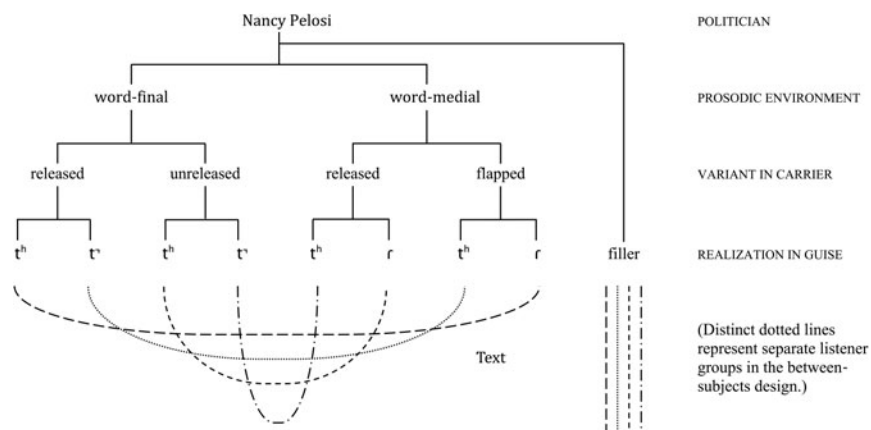 Nancy Pelosi POLITICIAN
word-final word-medial PROSODIC ENVIRONMENT
released unreleased released flapped VARIANT IN CARRIER
tʰ t̚ tʰ t̚ tʰ ɾ tʰ ɾ filler REALIZATION IN GUISE
(Distinct dotted lines
represent separate listener
Text
groups in the between-
subjects design.)